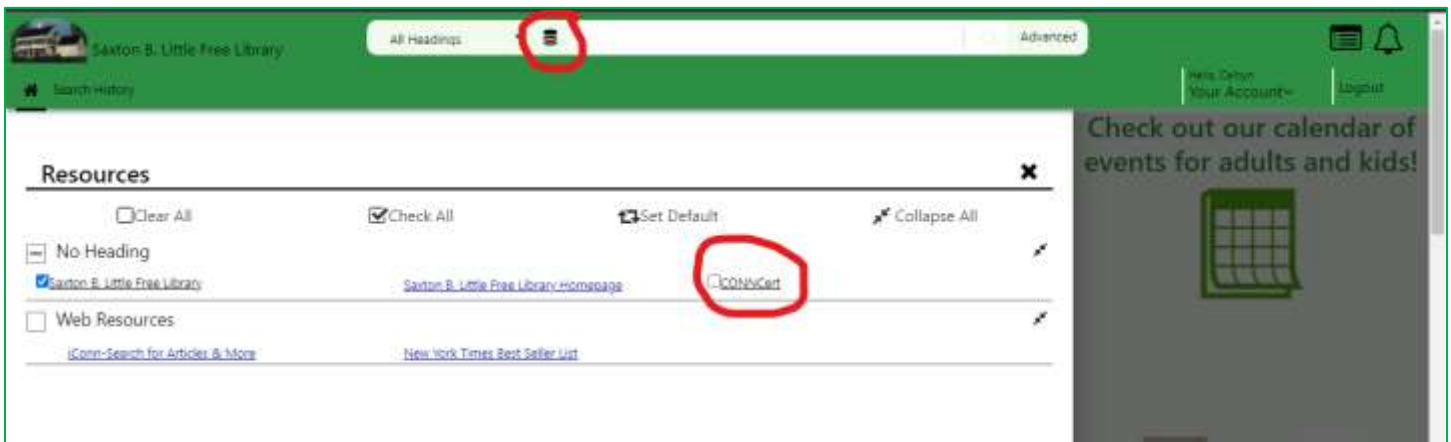 Saxton B. Little Free Library
All Headings
Advanced
Search History
Your Account
Logout
Check out our calendar of
events for adults and kids!
Resources
Clear All
Check All
Set Default
Collapse All
No Heading
Saxton B. Little Free Library
Saxton B. Little Free Library Homepage
CONNCert
Web Resources
iConn-Search for Articles & More
New York Times Best Seller List